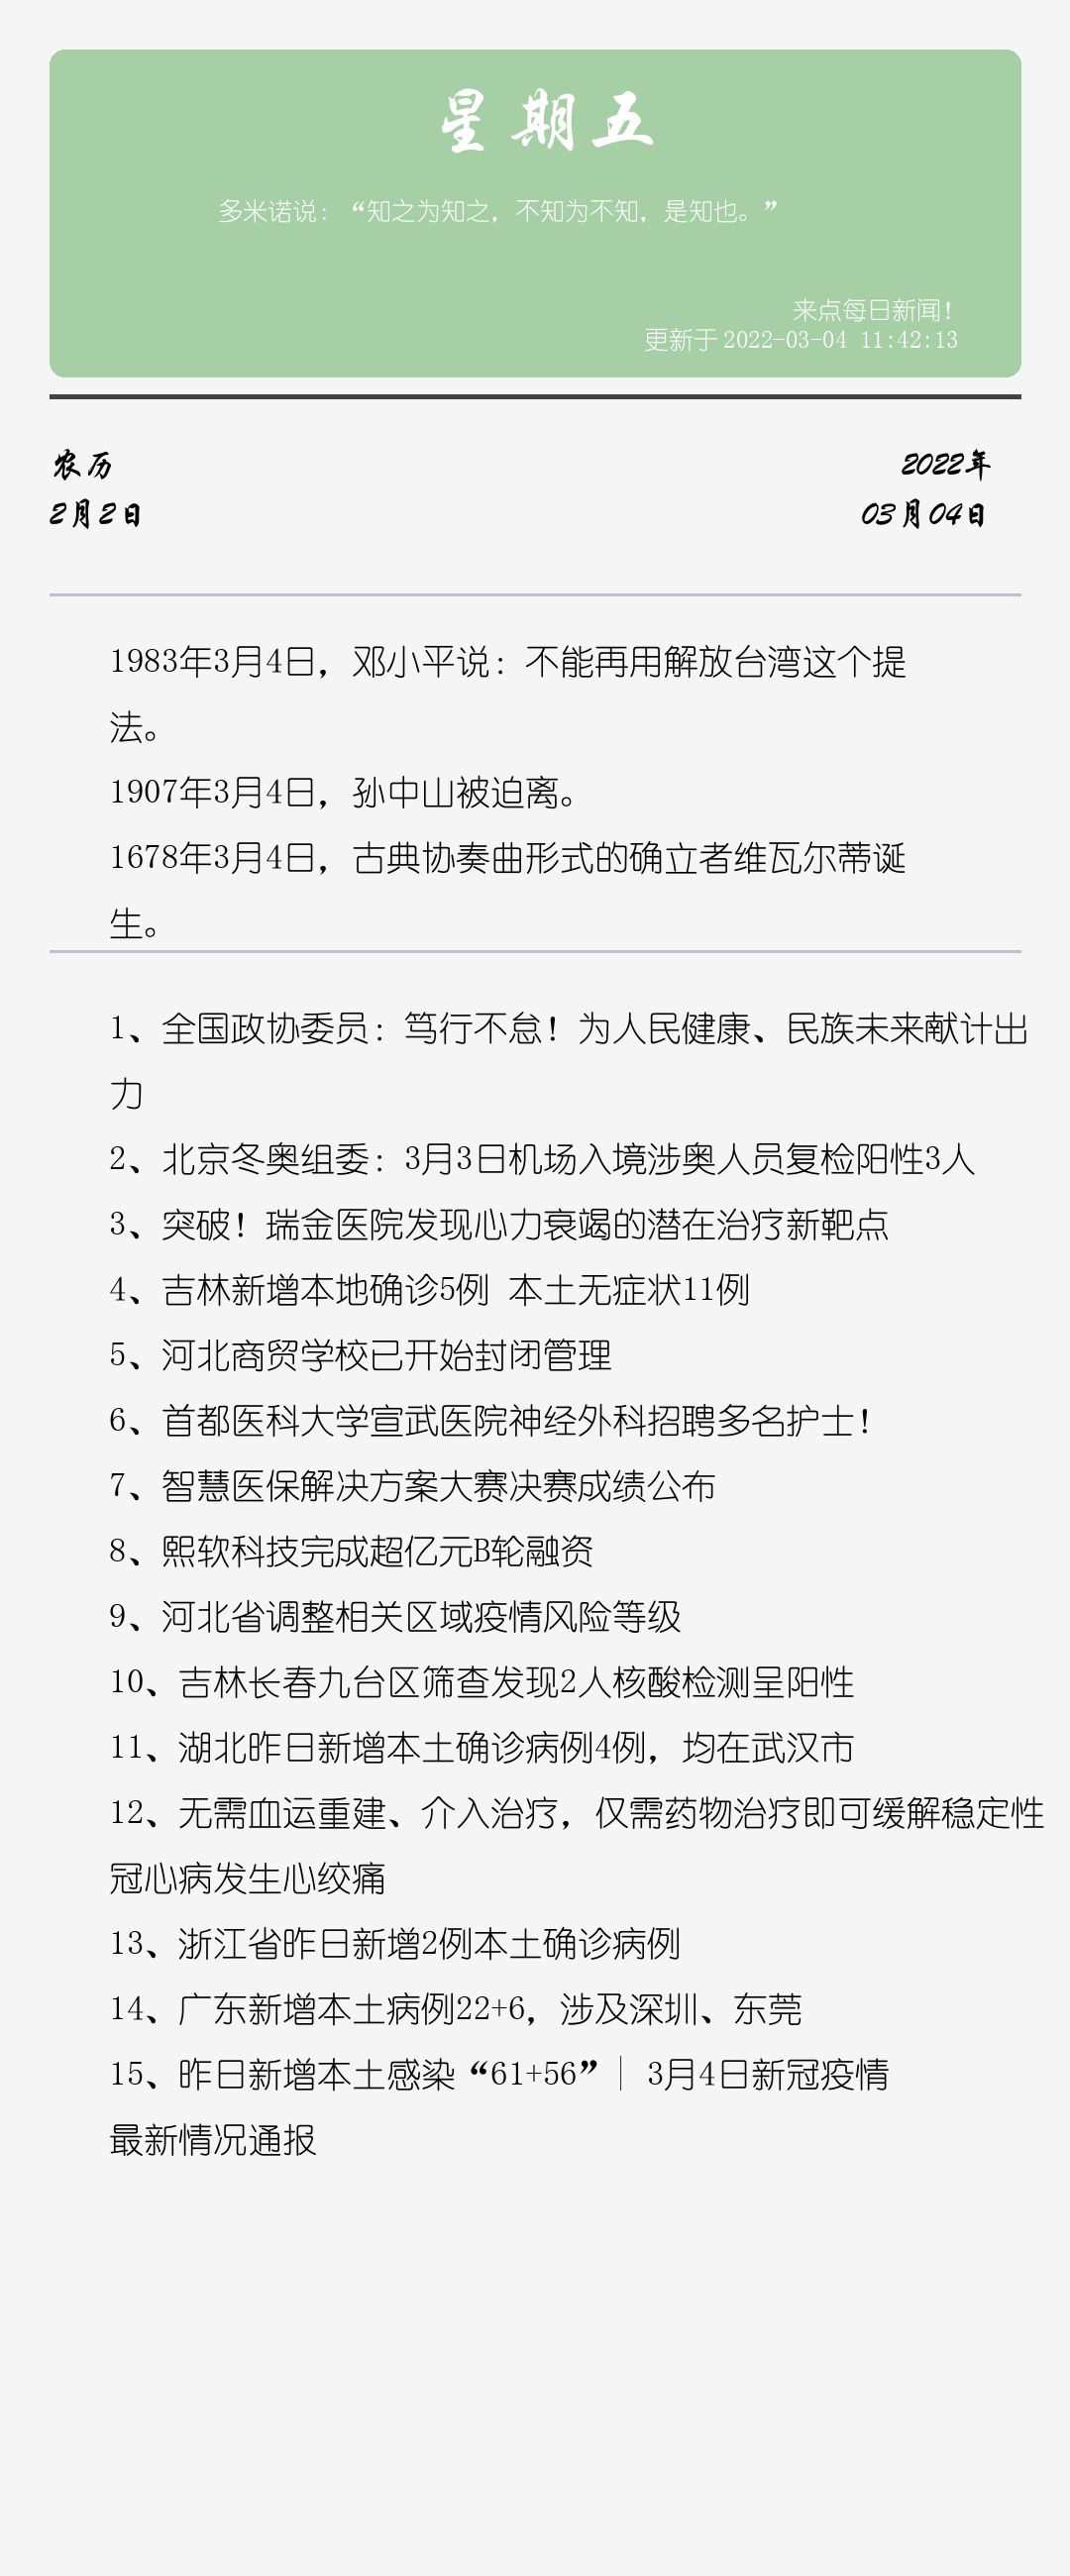 星期五
多米诺说：“知之为知之，不知为不知，是知也。”
来点每日新闻！
更新于 2022-03-04 11:42:13
农历
2月2日
2022年
03月04日
1983年3月4日，邓小平说：不能再用解放台湾这个提
法。
1907年3月4日，孙中山被迫离。
1678年3月4日，古典协奏曲形式的确立者维瓦尔蒂诞
生。
1、全国政协委员：笃行不怠！为人民健康、民族未来献计出
力
2、北京冬奥组委：3月3日机场入境涉奥人员复检阳性3人
3、突破！瑞金医院发现心力衰竭的潜在治疗新靶点
4、吉林新增本地确诊5例 本土无症状11例
5、河北商贸学校已开始封闭管理
6、首都医科大学宣武医院神经外科招聘多名护士！
7、智慧医保解决方案大赛决赛成绩公布
8、熙软科技完成超亿元B轮融资
9、河北省调整相关区域疫情风险等级
10、吉林长春九台区筛查发现2人核酸检测呈阳性
11、湖北昨日新增本土确诊病例4例，均在武汉市
12、无需血运重建、介入治疗，仅需药物治疗即可缓解稳定性
冠心病发生心绞痛
13、浙江省昨日新增2例本土确诊病例
14、广东新增本土病例22+6，涉及深圳、东莞
15、昨日新增本土感染“61+56”｜ 3月4日新冠疫情
最新情况通报